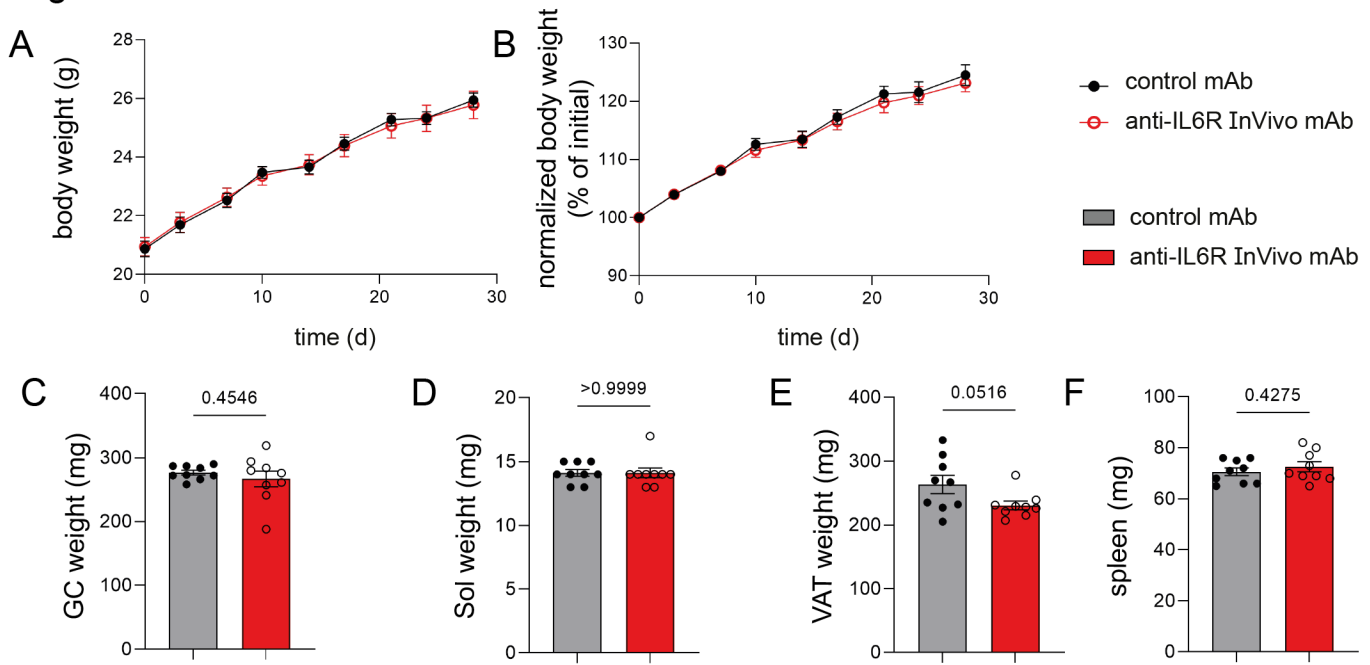 A
body weight (g)
28
26
24
22
20
0
10
20
30
time (d)
B
normalized body weight
(% of initial)
130
120
110
100
90
0
10
20
30
time (d)
control mAb
anti-IL6R InVivo mAb
control mAb
anti-IL6R InVivo mAb
C
GC weight (mg)
400
300
200
100
0
0.4546
D
Sol weight (mg)
20
15
10
5
0
>0.9999
E
VAT weight (mg)
400
300
200
100
0
0.0516
F
spleen (mg)
100
80
60
40
20
0
0.4275